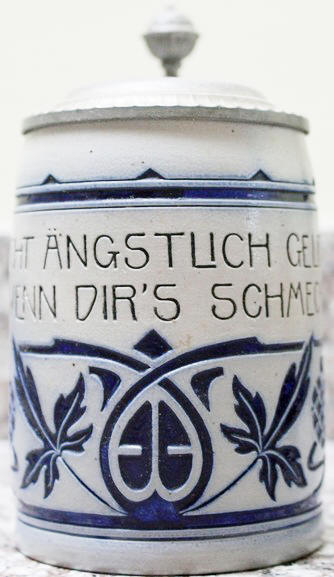 HT ÄNGSTLICH GEL
ENN DIR'S SCHMEC